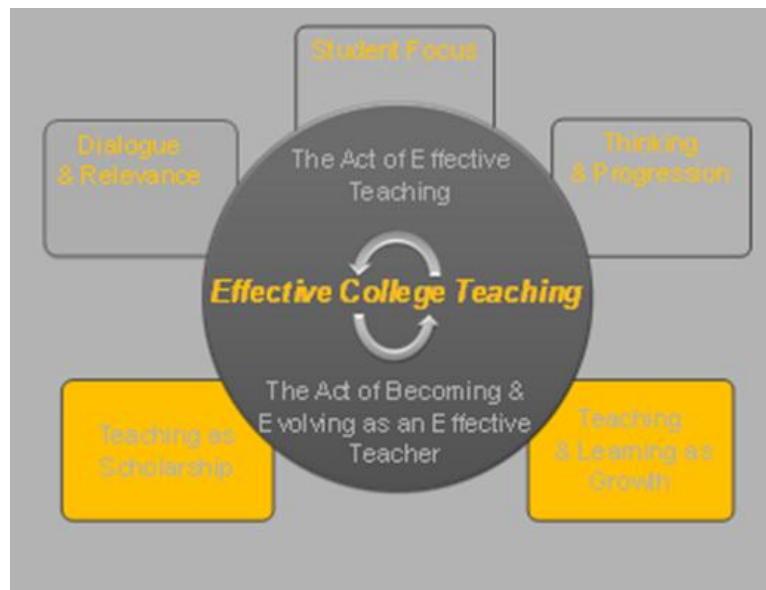 Student Focus
Dialogue
& Relevance
Thinking
& Progression
The Act of Effective
Teaching
Effective College Teaching
The Act of Becoming &
Evolving as an Effective
Teacher
Teaching as
Scholarship
Teaching
& Learning as
Growth